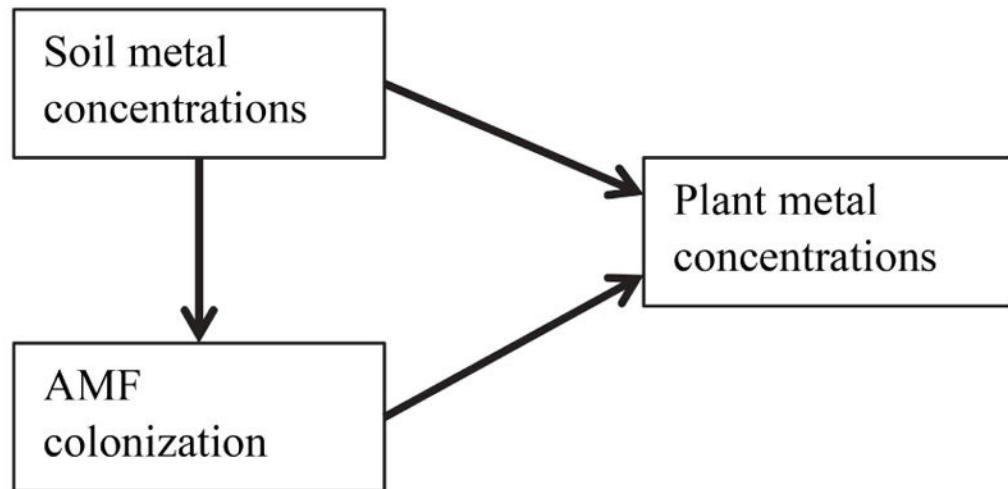 Soil metal
concentrations
Plant metal
concentrations
AMF
colonization